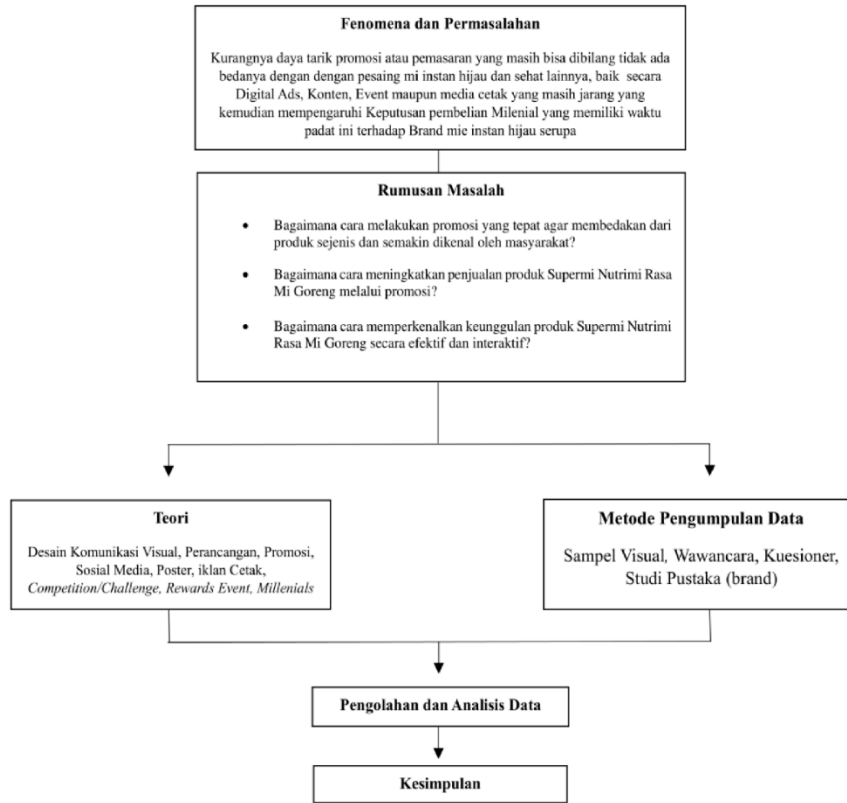 Fenomena dan Permasalahan
Kurangnya daya tarik promosi atau pemasaran yang masih bisa dibilang tidak ada
bedanya dengan dengan pesaing mi instan hijau dan sehat lainnya, baik secara
Digital Ads, Konten, Event maupun media cetak yang masih jarang yang
kemudian mempengaruhi Keputusan pembelian Milenial yang memiliki waktu
padat ini terhadap Brand mie instan hijau serupa
Rumusan Masalah
• Bagaimana cara melakukan promosi yang tepat agar membedakan dari
produk sejenis dan semakin dikenal oleh masyarakat?
• Bagaimana cara meningkatkan penjualan produk Supermi Nutrimi Rasa
Mi Goreng melalui promosi?
• Bagaimana cara memperkenalkan keunggulan produk Supermi Nutrimi
Rasa Mi Goreng secara efektif dan interaktif?
Teori
Desain Komunikasi Visual, Perancangan, Promosi,
Sosial Media, Poster, iklan Cetak,
Competition/Challenge, Rewards Event, Millenials
Metode Pengumpulan Data
Sampel Visual, Wawancara, Kuesioner,
Studi Pustaka (brand)
Pengolahan dan Analisis Data
Kesimpulan